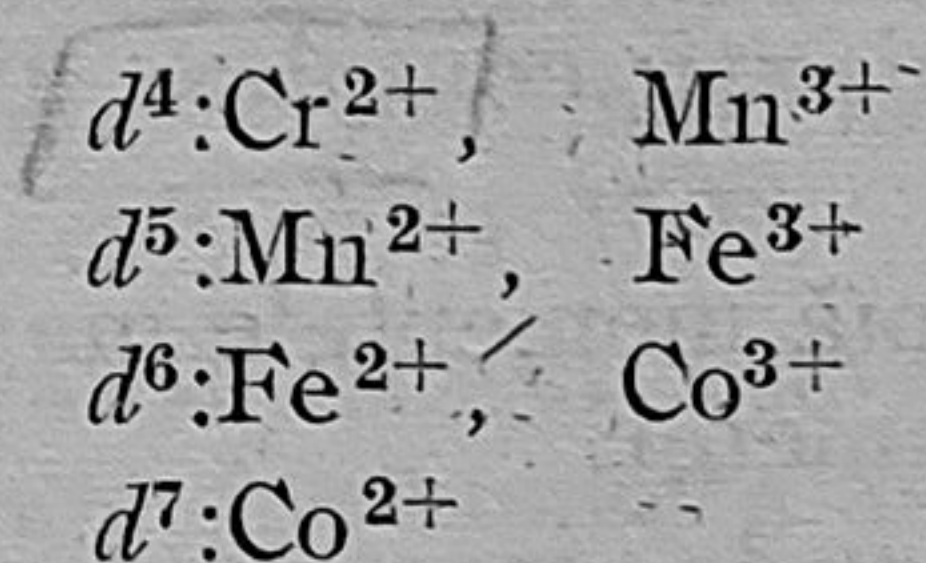 d⁴:Cr²⁺, Mn³⁺
d⁵:Mn²⁺, Fe³⁺
d⁶:Fe²⁺, Co³⁺
d⁷:Co²⁺